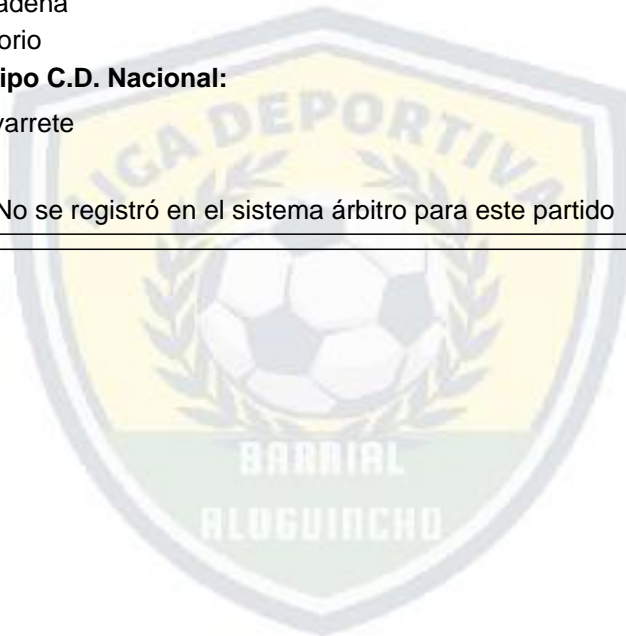 adena
orio
ipo C.D. Nacional:
varrete
No se registró en el sistema árbitro para este partido
LIGA DEPORTIVA
BARRIAL
ALUGUINCHO